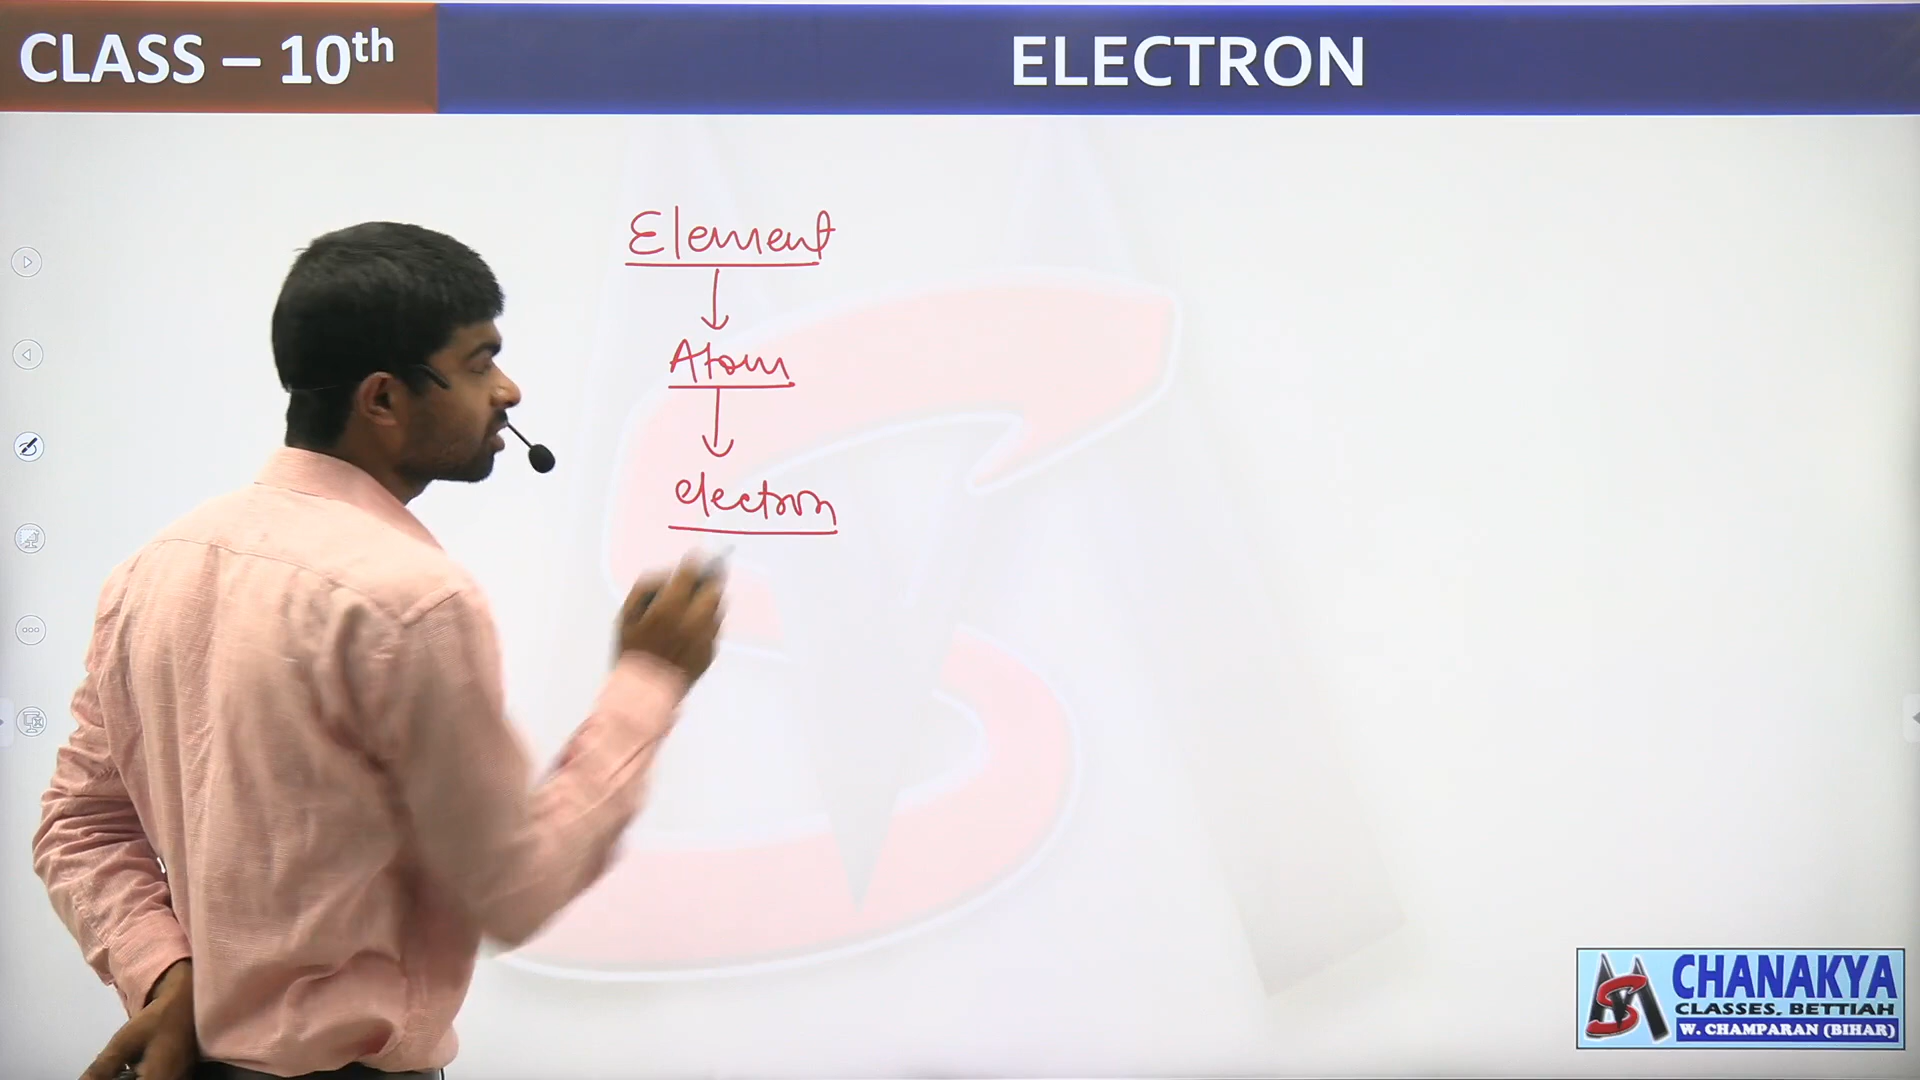 CLASS – 10th
ELECTRON
Element
Atom
electron
CHANAKYA
CLASSES, BETTIAH
W. CHAMPARAN (BIHAR)